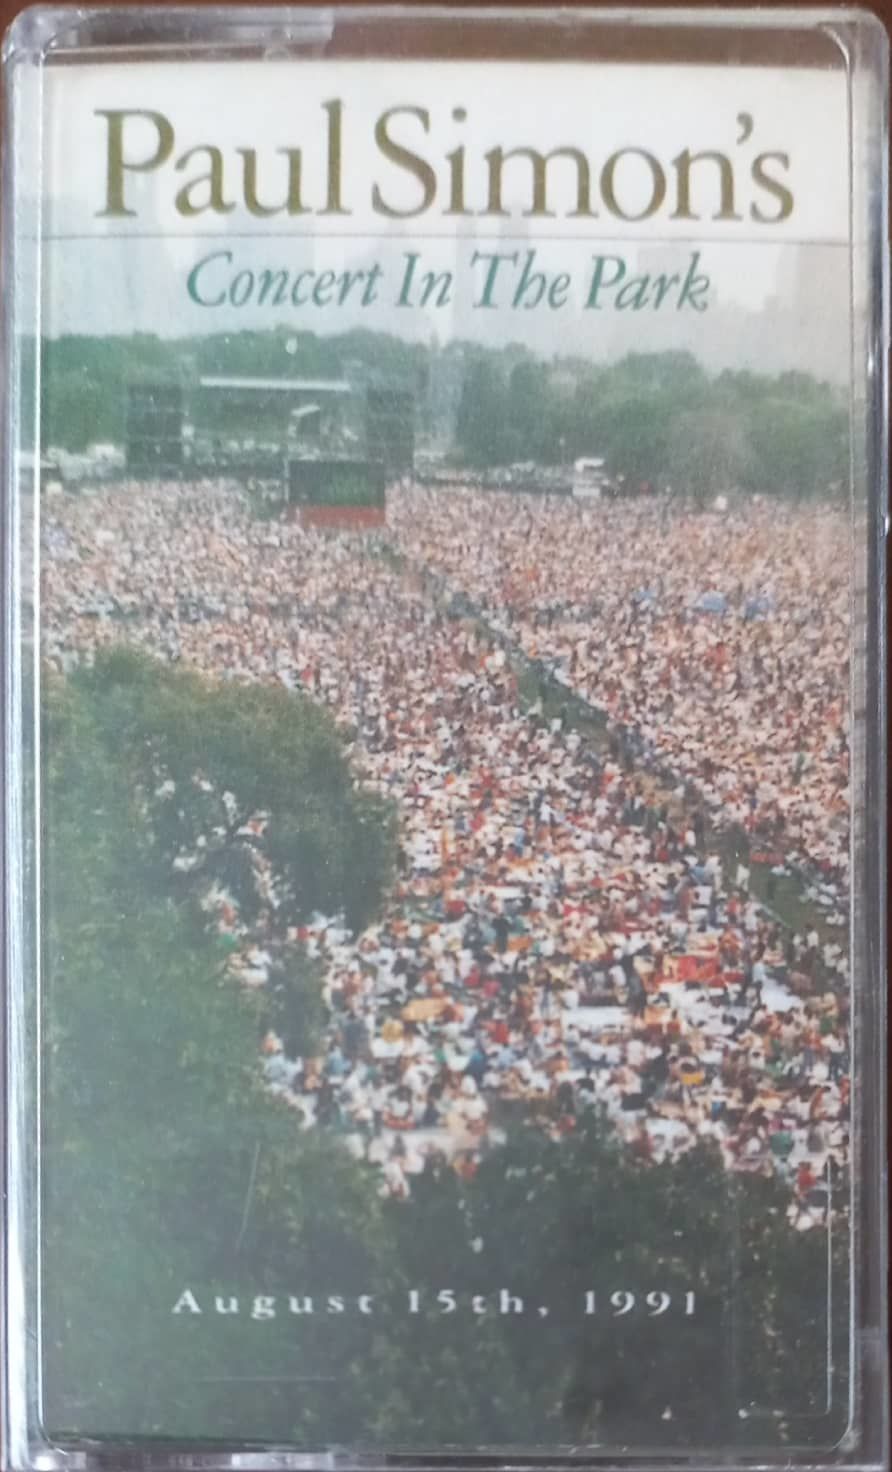 Paul Simon's
Concert In The Park
August 15th, 1991